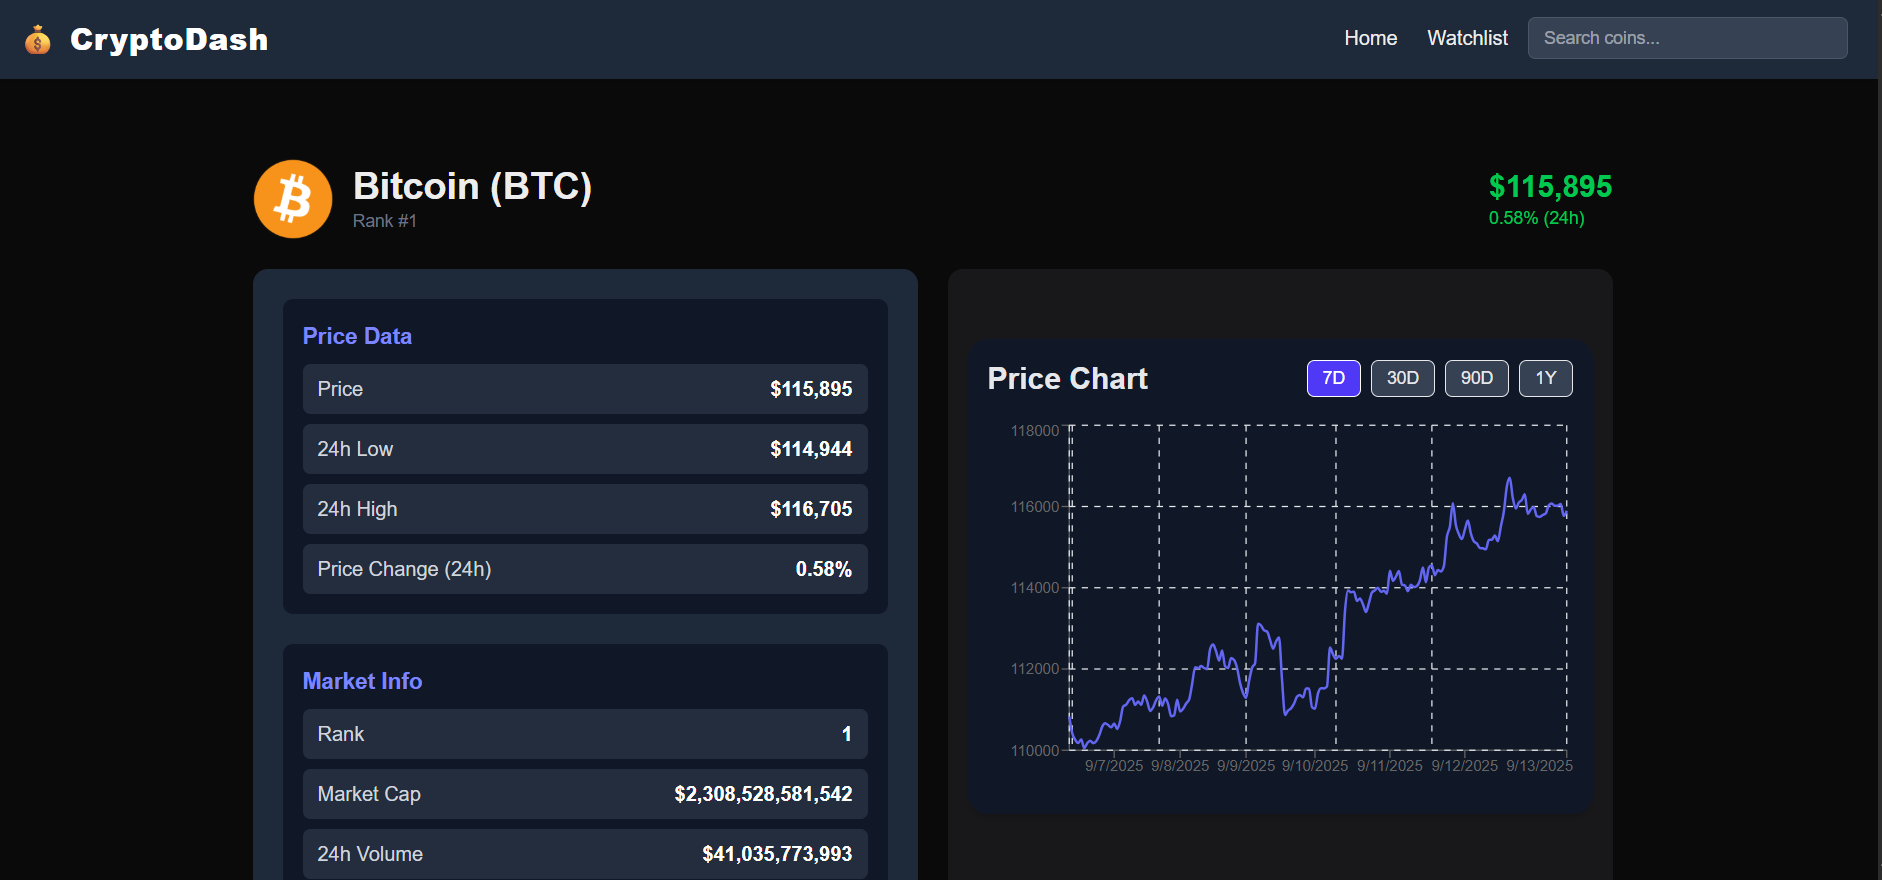 CryptoDash
Home Watchlist Search coins...
Bitcoin (BTC)
Rank #1
$115,895
0.58% (24h)
Price Data
Price $115,895
24h Low $114,944
24h High $116,705
Price Change (24h) 0.58%
Market Info
Rank 1
Market Cap $2,308,528,581,542
24h Volume $41,035,773,993
Price Chart 7D 30D 90D 1Y
118000
116000
114000
112000
110000
9/7/2025 9/8/2025 9/9/2025 9/10/2025 9/11/2025 9/12/2025 9/13/2025